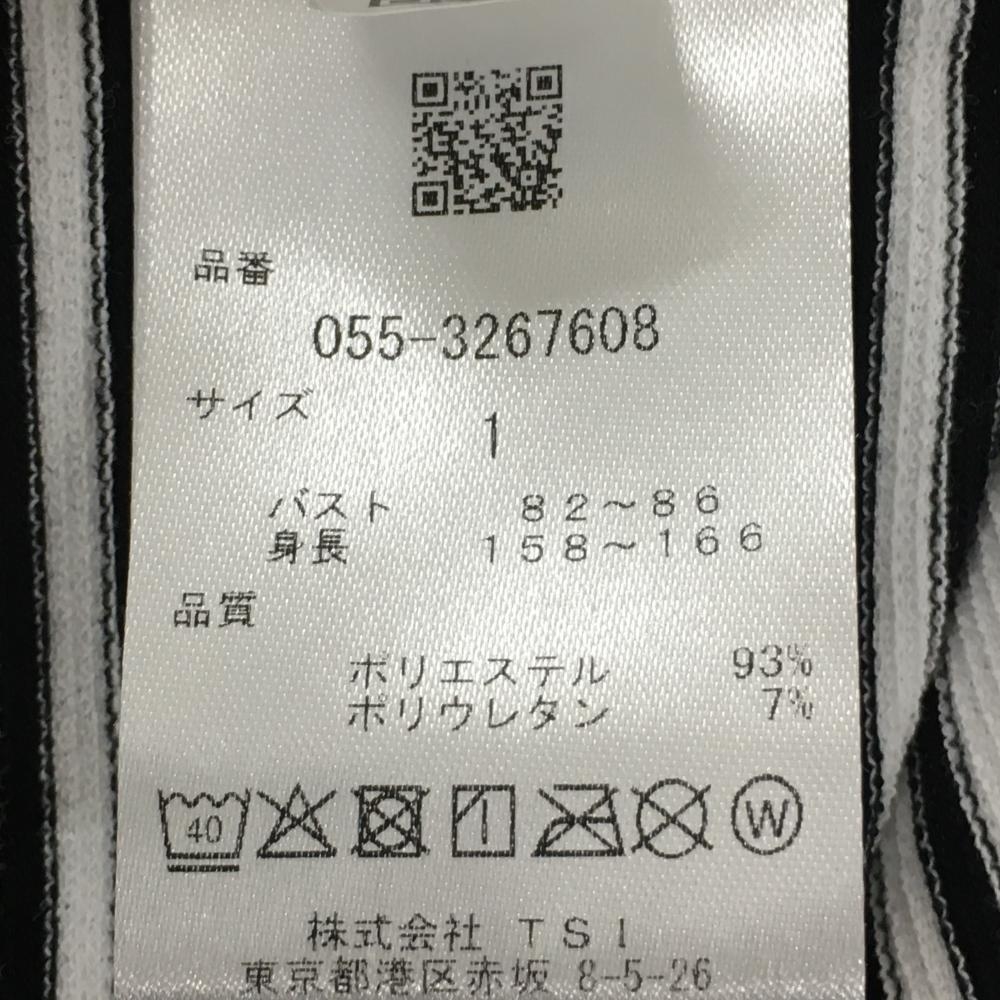 品番
055-3267608
サイズ
1
バスト 82～86
身長 158～166
品質
ポリエステル 93%
ポリウレタン 7%
40 W
株式会社 TSI
東京都港区赤坂 8-5-26